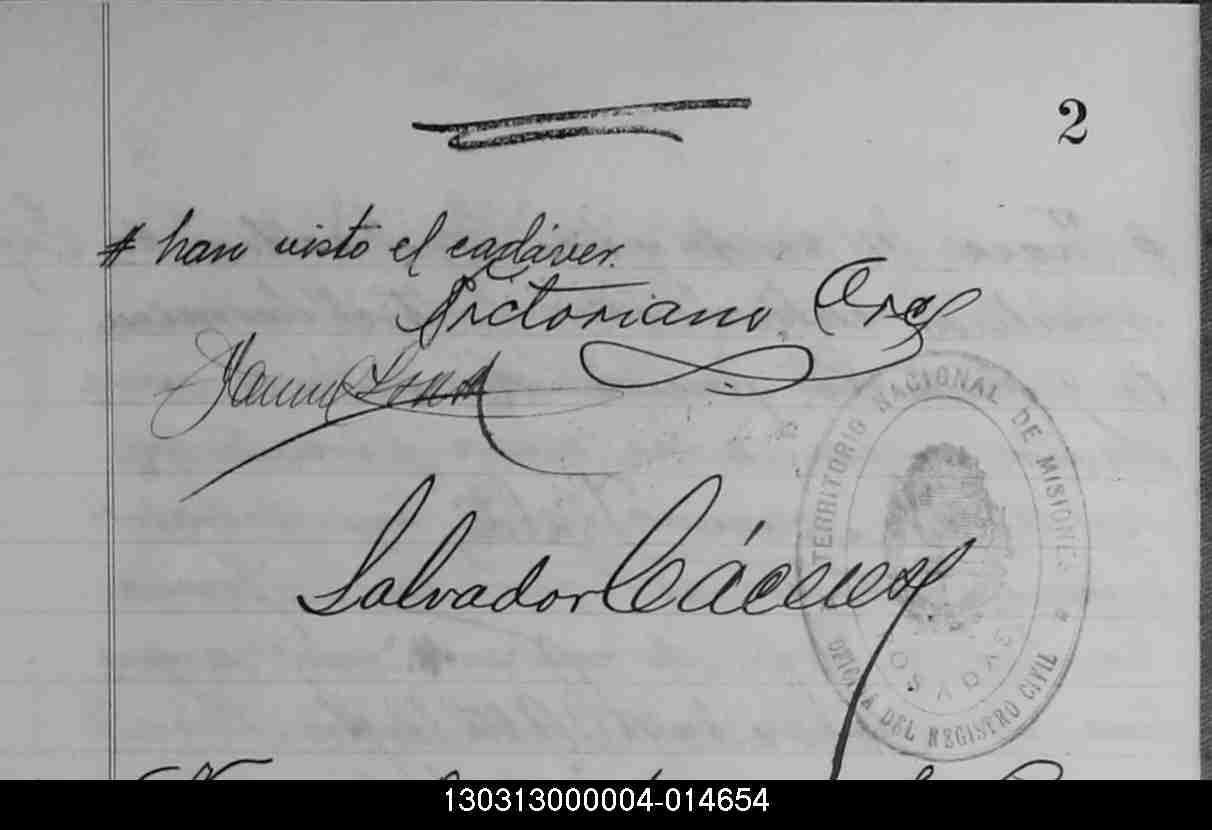 2
# han visto el cadáver.
Victoriano
Salvador Cáceres
TERRITORIO NACIONAL DE MISIONES
POSADAS
OFICINA DEL REGISTRO CIVIL
130313000004-014654